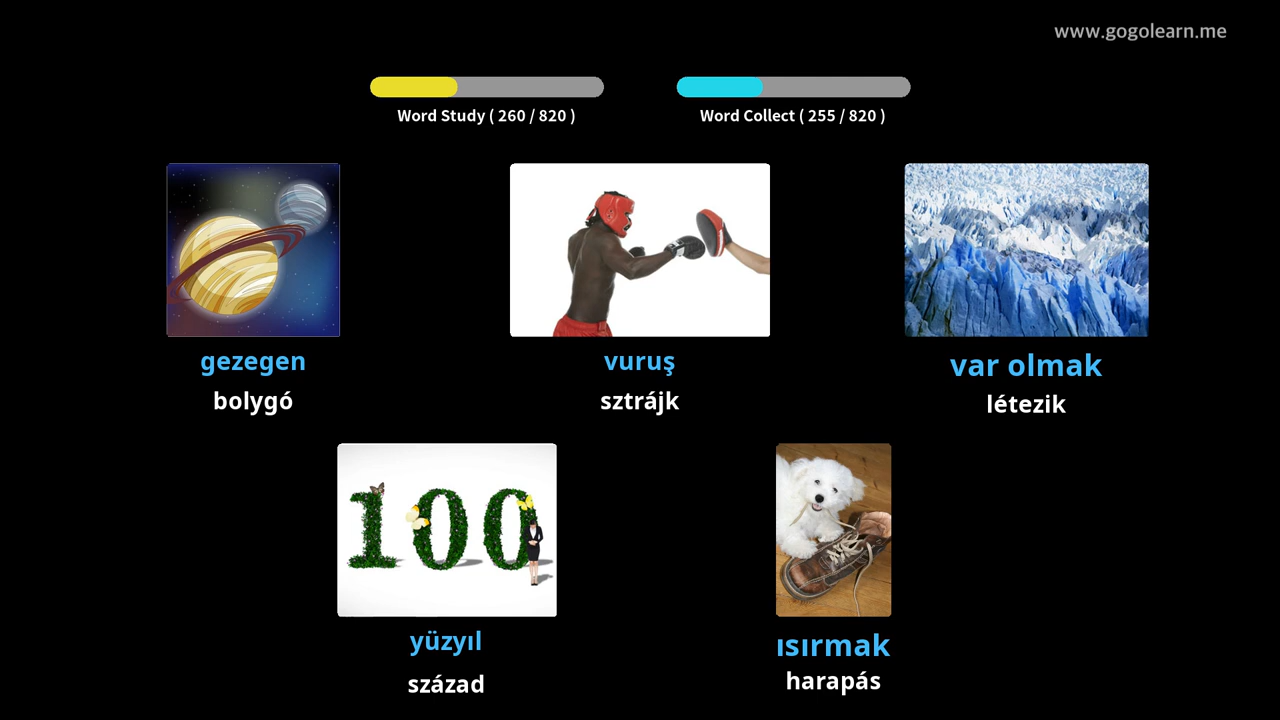 www.gogolearn.me
Word Study ( 260 / 820 )
Word Collect ( 255 / 820 )
gezegen
bolygó
vuruş
sztrájk
var olmak
létezik
100
yüzyıl
század
ısırmak
harapás